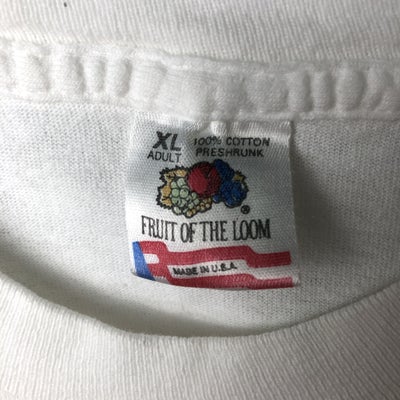 XL 100% COTTON
ADULT PRESHRUNK
®
FRUIT OF THE LOOM
MADE IN U.S.A.